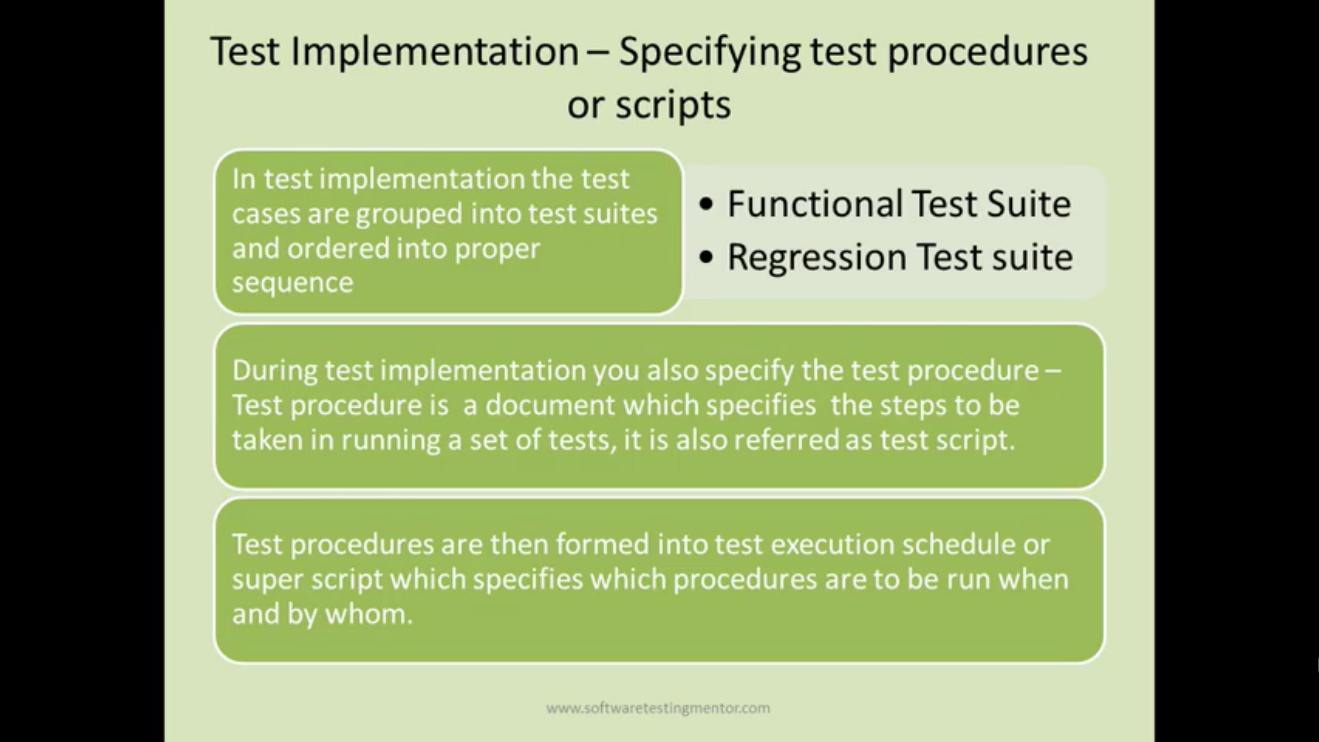 Test Implementation – Specifying test procedures
or scripts
In test implementation the test
cases are grouped into test suites
and ordered into proper
sequence
• Functional Test Suite
• Regression Test suite
During test implementation you also specify the test procedure –
Test procedure is  a document which specifies  the steps to be
taken in running a set of tests, it is also referred as test script.
Test procedures are then formed into test execution schedule or
super script which specifies which procedures are to be run when
and by whom.
www.softwaretestingmentor.com